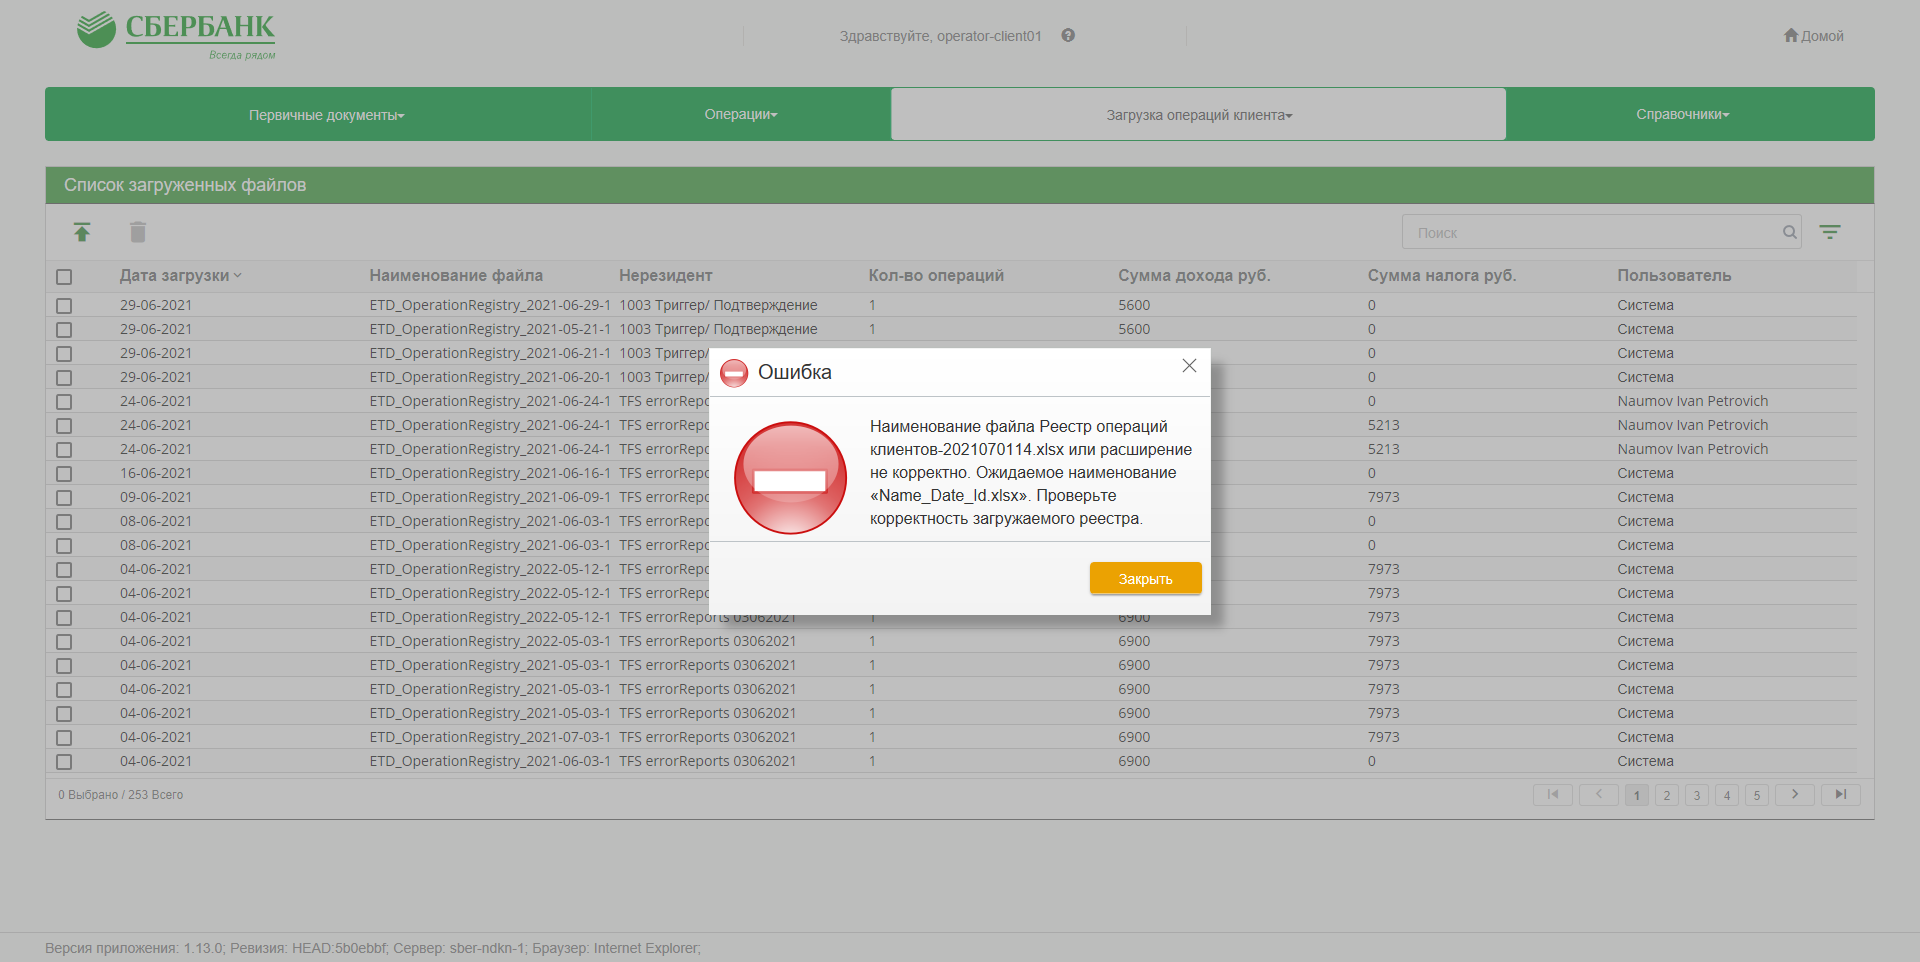 СБЕРБАНК
Всегда рядом
Здравствуйте, operator-client01
Домой
Первичные документы
Операции
Загрузка операций клиента
Справочники
Список загруженных файлов
Поиск
Дата загрузки Наименование файла Нерезидент Кол-во операций Сумма дохода руб. Сумма налога руб. Пользователь
29-06-2021 ETD_OperationRegistry_2021-06-29-1 1003 Триггер/ Подтверждение 1 5600 0 Система
29-06-2021 ETD_OperationRegistry_2021-05-21-1 1003 Триггер/ Подтверждение 1 5600 0 Система
29-06-2021 ETD_OperationRegistry_2021-06-21-1 1003 Триггер/ 0 Система
29-06-2021 ETD_OperationRegistry_2021-06-20-1 1003 Триггер/ 0 Система
24-06-2021 ETD_OperationRegistry_2021-06-24-1 TFS errorRepo 0 Naumov Ivan Petrovich
24-06-2021 ETD_OperationRegistry_2021-06-24-1 TFS errorRepo 5213 Naumov Ivan Petrovich
24-06-2021 ETD_OperationRegistry_2021-06-24-1 TFS errorRepo 5213 Naumov Ivan Petrovich
16-06-2021 ETD_OperationRegistry_2021-06-16-1 TFS errorRepo 0 Система
09-06-2021 ETD_OperationRegistry_2021-06-09-1 TFS errorRepo 7973 Система
08-06-2021 ETD_OperationRegistry_2021-06-03-1 TFS errorRepo 0 Система
08-06-2021 ETD_OperationRegistry_2021-06-03-1 TFS errorRepo 0 Система
04-06-2021 ETD_OperationRegistry_2022-05-12-1 TFS errorRepo 7973 Система
04-06-2021 ETD_OperationRegistry_2022-05-12-1 TFS errorRepo 7973 Система
04-06-2021 ETD_OperationRegistry_2022-05-12-1 TFS errorReports 03062021 1 6900 7973 Система
04-06-2021 ETD_OperationRegistry_2022-05-03-1 TFS errorReports 03062021 1 6900 7973 Система
04-06-2021 ETD_OperationRegistry_2021-05-03-1 TFS errorReports 03062021 1 6900 7973 Система
04-06-2021 ETD_OperationRegistry_2021-05-03-1 TFS errorReports 03062021 1 6900 7973 Система
04-06-2021 ETD_OperationRegistry_2021-05-03-1 TFS errorReports 03062021 1 6900 7973 Система
04-06-2021 ETD_OperationRegistry_2021-07-03-1 TFS errorReports 03062021 1 6900 7973 Система
04-06-2021 ETD_OperationRegistry_2021-06-03-1 TFS errorReports 03062021 1 6900 0 Система
Ошибка
Наименование файла Реестр операций
клиентов-2021070114.xlsx или расширение
не корректно. Ожидаемое наименование
«Name_Date_Id.xlsx». Проверьте
корректность загружаемого реестра.
Закрыть
0 Выбрано / 253 Всего
1 2 3 4 5
Версия приложения: 1.13.0; Ревизия: HEAD:5b0ebbf; Сервер: sber-ndkn-1; Браузер: Internet Explorer;